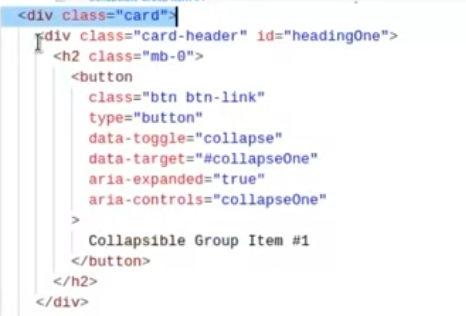 <div class="card">
<div class="card-header" id="headingOne">
<h2 class="mb-0">
<button
class="btn btn-link"
type="button"
data-toggle="collapse"
data-target="#collapseOne"
aria-expanded="true"
aria-controls="collapseOne"
>
Collapsible Group Item #1
</button>
</h2>
</div>